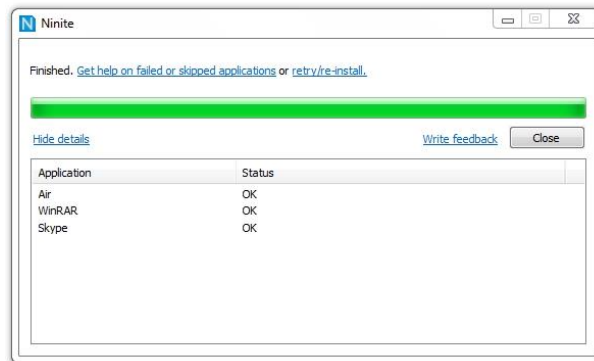 Ninite
Finished. Get help on failed or skipped applications or retry/re-install.
Hide details
Write feedback
Close
Application Status
Air OK
WinRAR OK
Skype OK